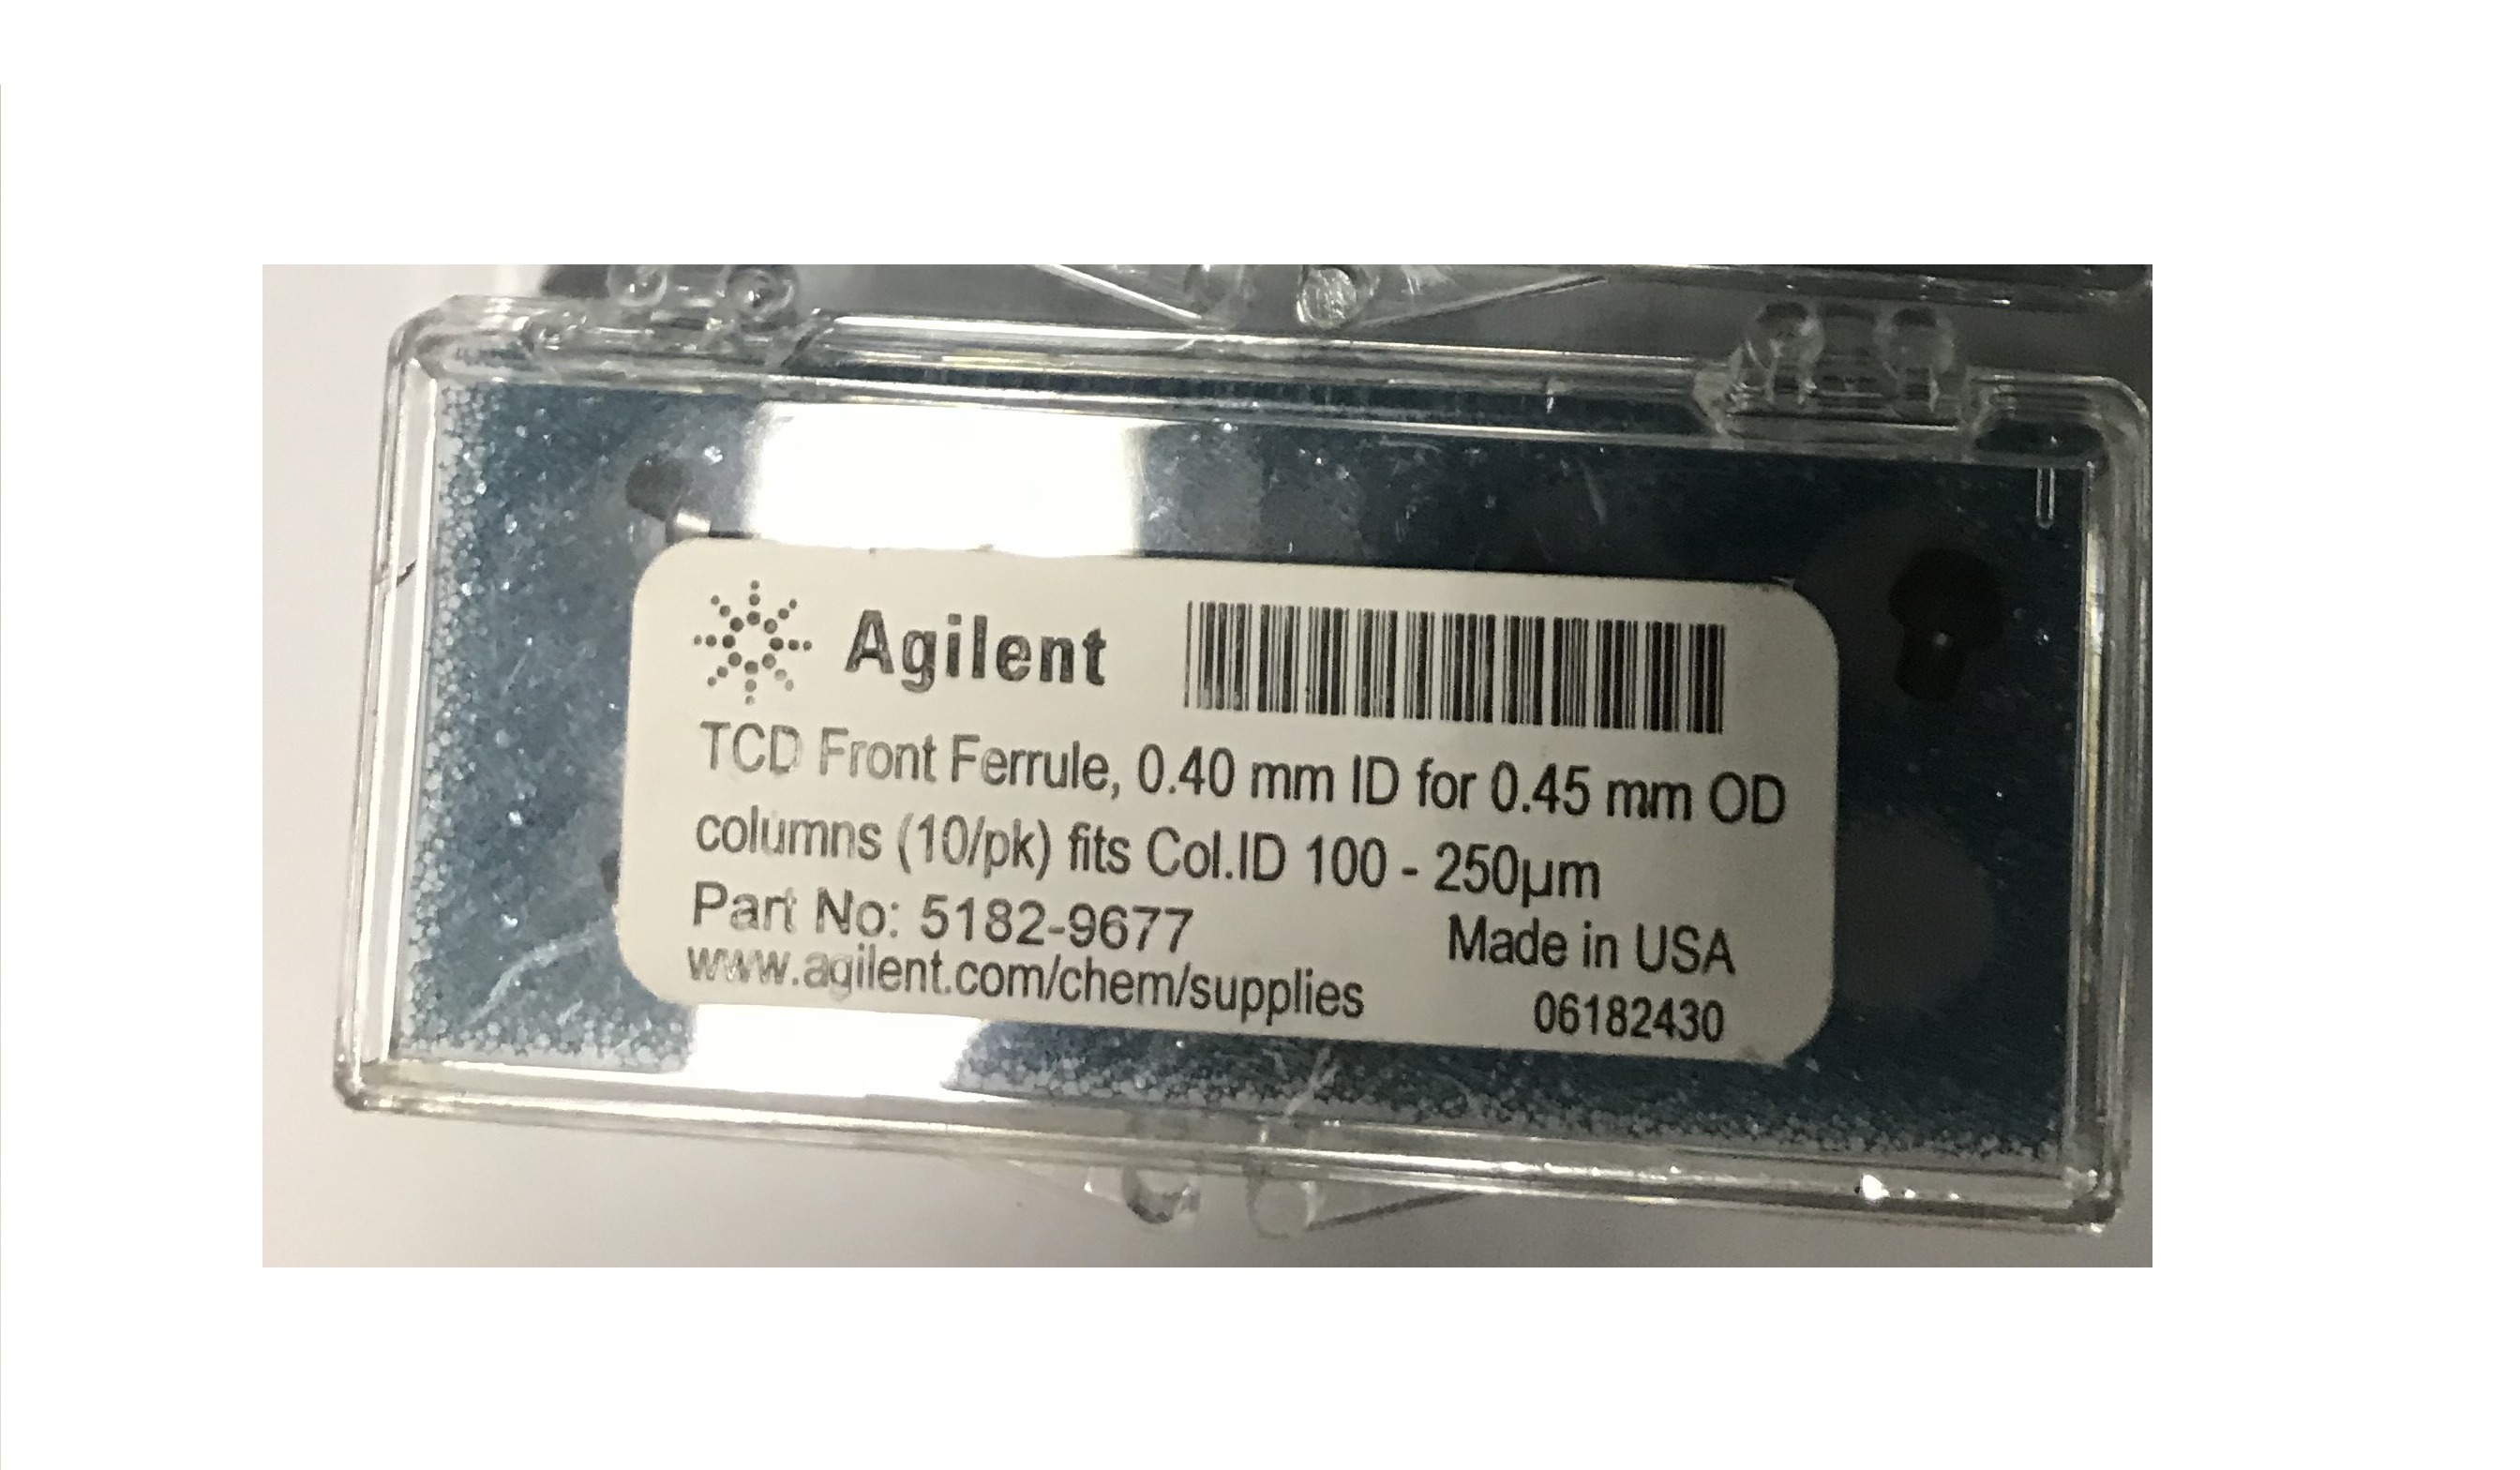 Agilent
TCD Front Ferrule, 0.40 mm ID for 0.45 mm OD
columns (10/pk) fits Col.ID 100 - 250µm
Part No: 5182-9677
Made in USA
www.agilent.com/chem/supplies
06182430